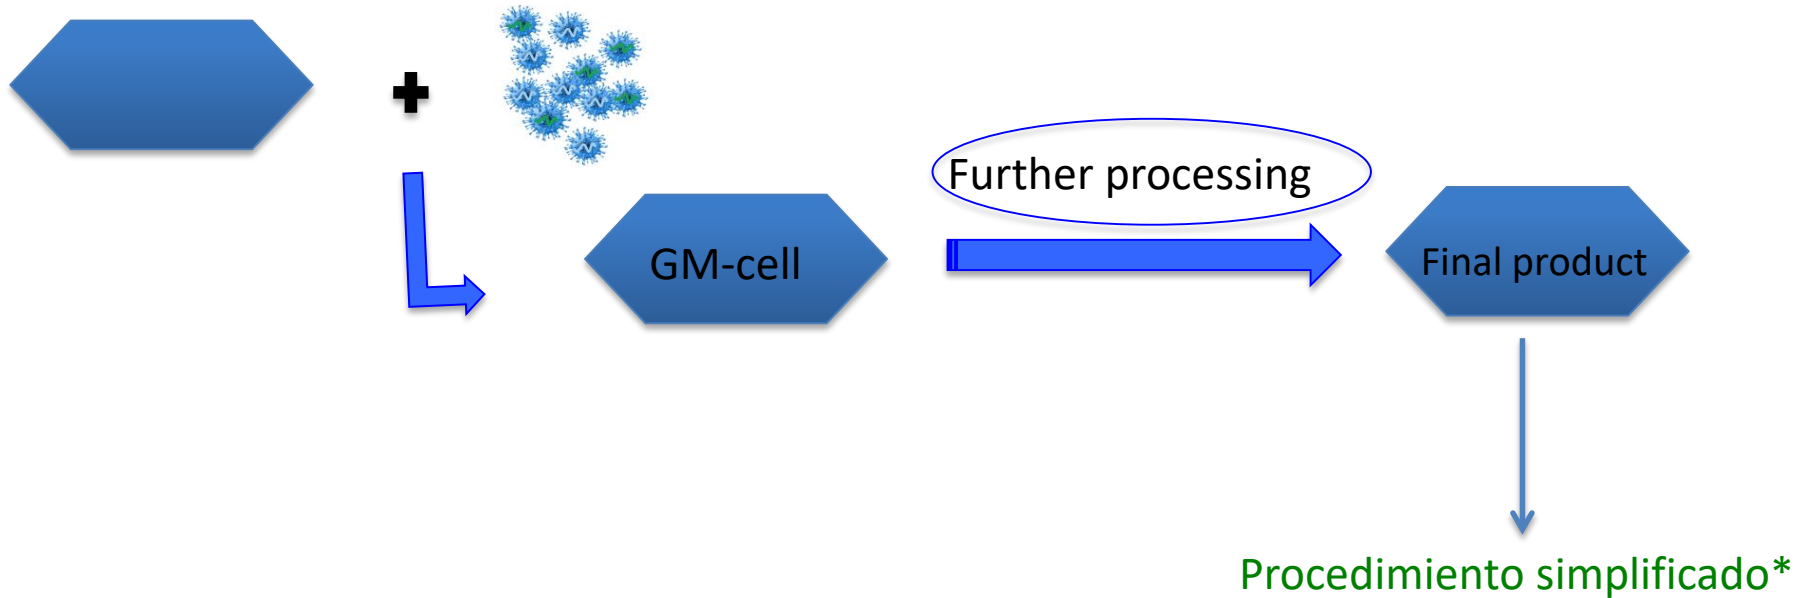 Further processing
GM-cell
Final product
Procedimiento simplificado*